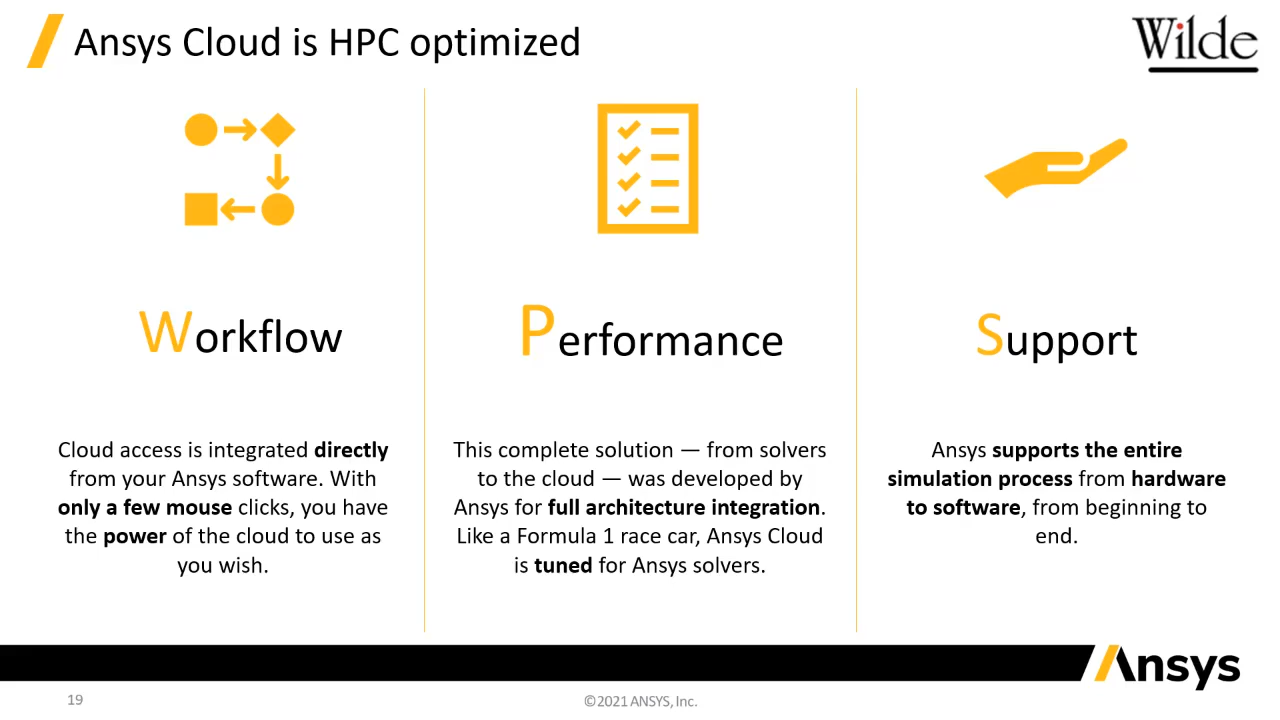 Ansys Cloud is HPC optimized
Wilde
Workflow
Cloud access is integrated directly
from your Ansys software. With
only a few mouse clicks, you have
the power of the cloud to use as
you wish.
Performance
This complete solution — from solvers
to the cloud — was developed by
Ansys for full architecture integration.
Like a Formula 1 race car, Ansys Cloud
is tuned for Ansys solvers.
Support
Ansys supports the entire
simulation process from hardware
to software, from beginning to
end.
Ansys
19
©2021 ANSYS, Inc.